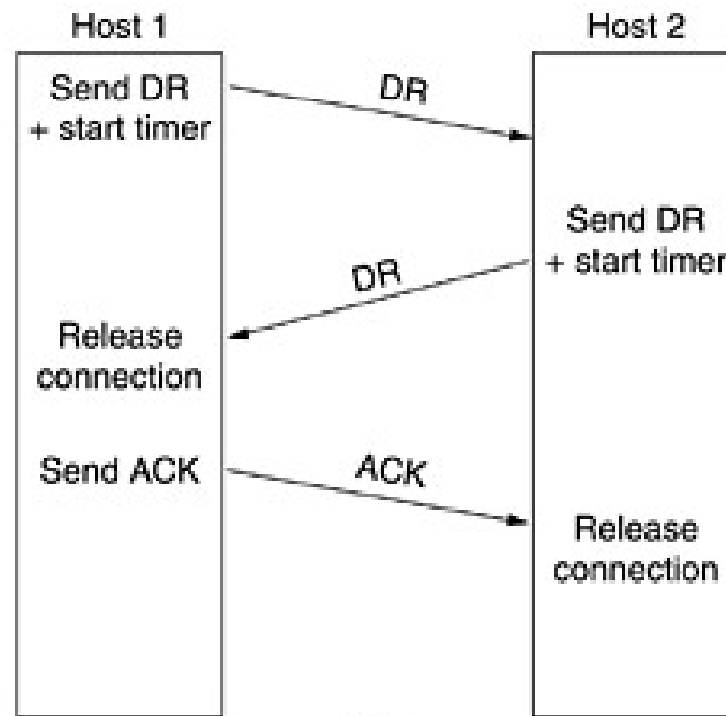 Host 1
Host 2
Send DR
+ start timer
DR
Send DR
+ start timer
DR
Release
connection
Send ACK
ACK
Release
connection